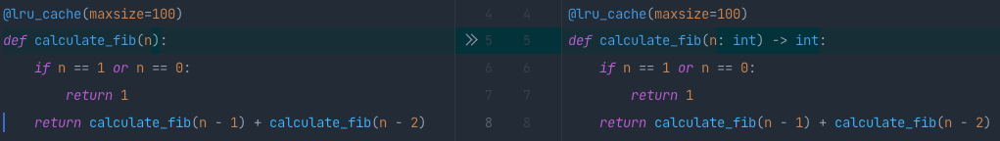 @lru_cache(maxsize=100) 4 4 @lru_cache(maxsize=100)
def calculate_fib(n): >> 5 5 def calculate_fib(n: int) -> int:
    if n == 1 or n == 0: 6 6     if n == 1 or n == 0:
        return 1 7 7         return 1
    return calculate_fib(n - 1) + calculate_fib(n - 2) 8 8     return calculate_fib(n - 1) + calculate_fib(n - 2)